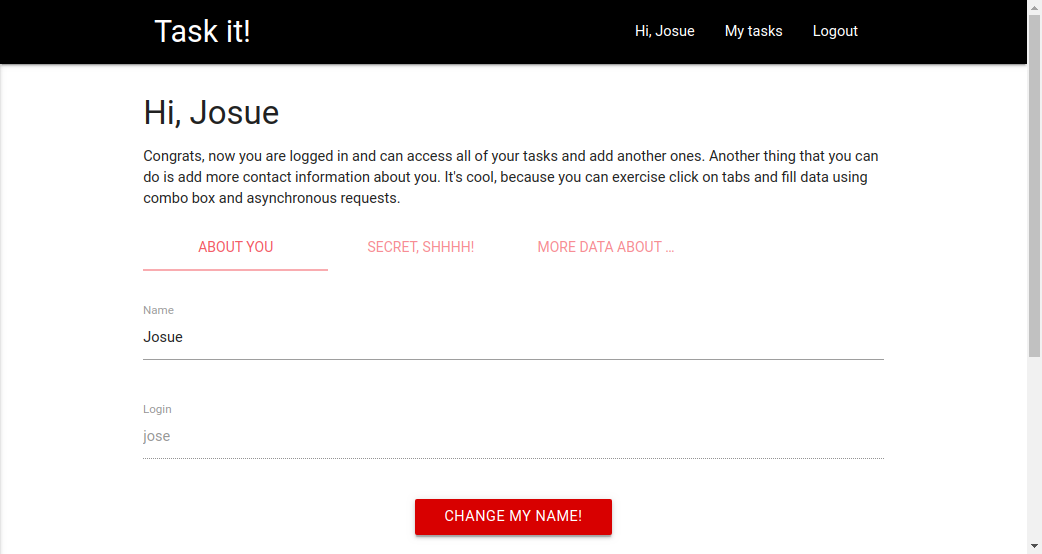 Task it!
Hi, Josue
My tasks
Logout
Hi, Josue
Congrats, now you are logged in and can access all of your tasks and add another ones. Another thing that you can
do is add more contact information about you. It's cool, because you can exercise click on tabs and fill data using
combo box and asynchronous requests.
ABOUT YOU
SECRET, SHHHH!
MORE DATA ABOUT ...
Name
Josue
Login
jose
CHANGE MY NAME!